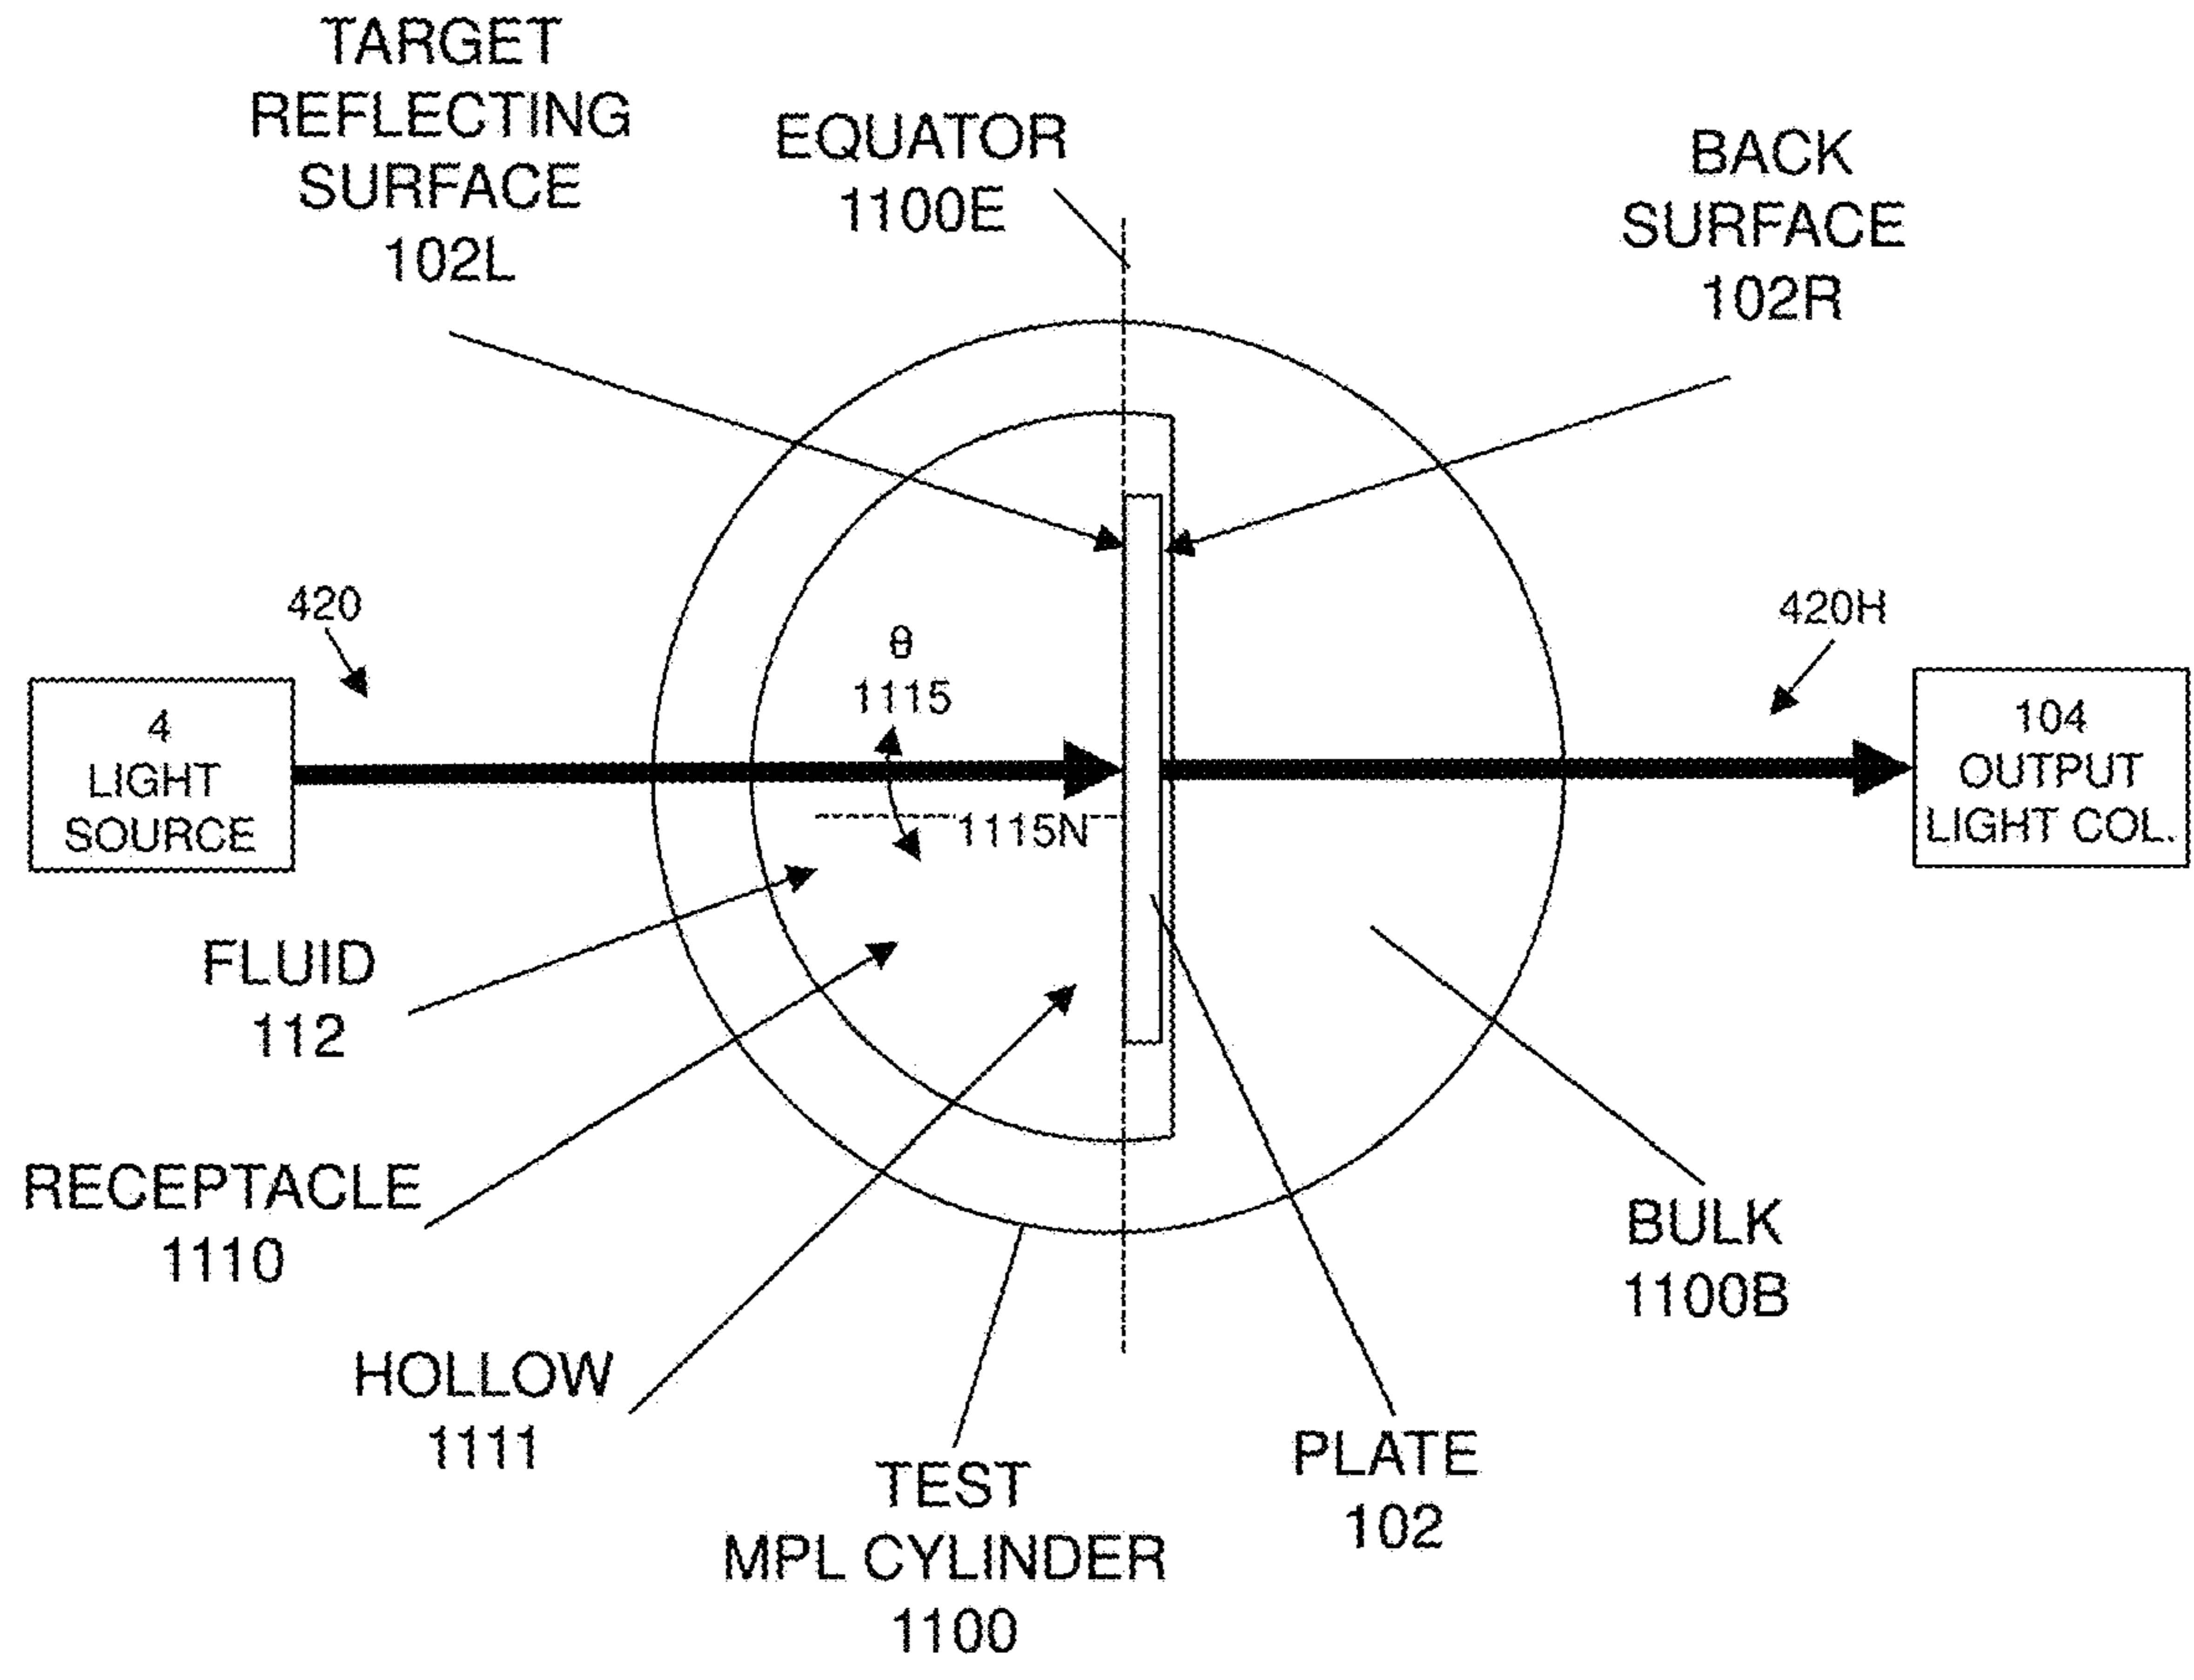 TARGET
REFLECTING
SURFACE
102L
EQUATOR
1100E
BACK
SURFACE
102R
420
420H
θ
1115
4
LIGHT
SOURCE
104
OUTPUT
LIGHT COL.
1115N
FLUID
112
RECEPTACLE
1110
HOLLOW
1111
BULK
1100B
PLATE
102
TEST
MPL CYLINDER
1100